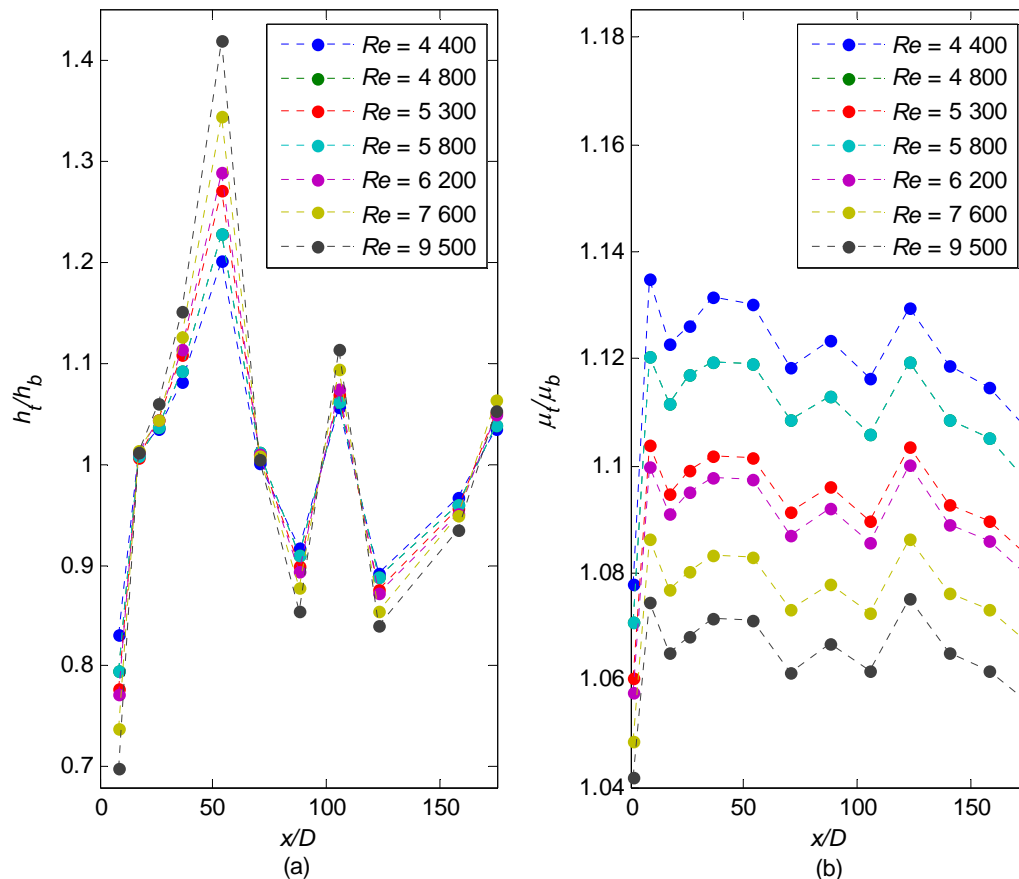 1.4
1.3
1.2
1.1
1
0.9
0.8
0.7
h_t/h_b
0 50 100 150
x/D
(a)
Re = 4 400
Re = 4 800
Re = 5 300
Re = 5 800
Re = 6 200
Re = 7 600
Re = 9 500
1.18
1.16
1.14
1.12
1.1
1.08
1.06
1.04
μ_t/μ_b
0 50 100 150
x/D
(b)
Re = 4 400
Re = 4 800
Re = 5 300
Re = 5 800
Re = 6 200
Re = 7 600
Re = 9 500